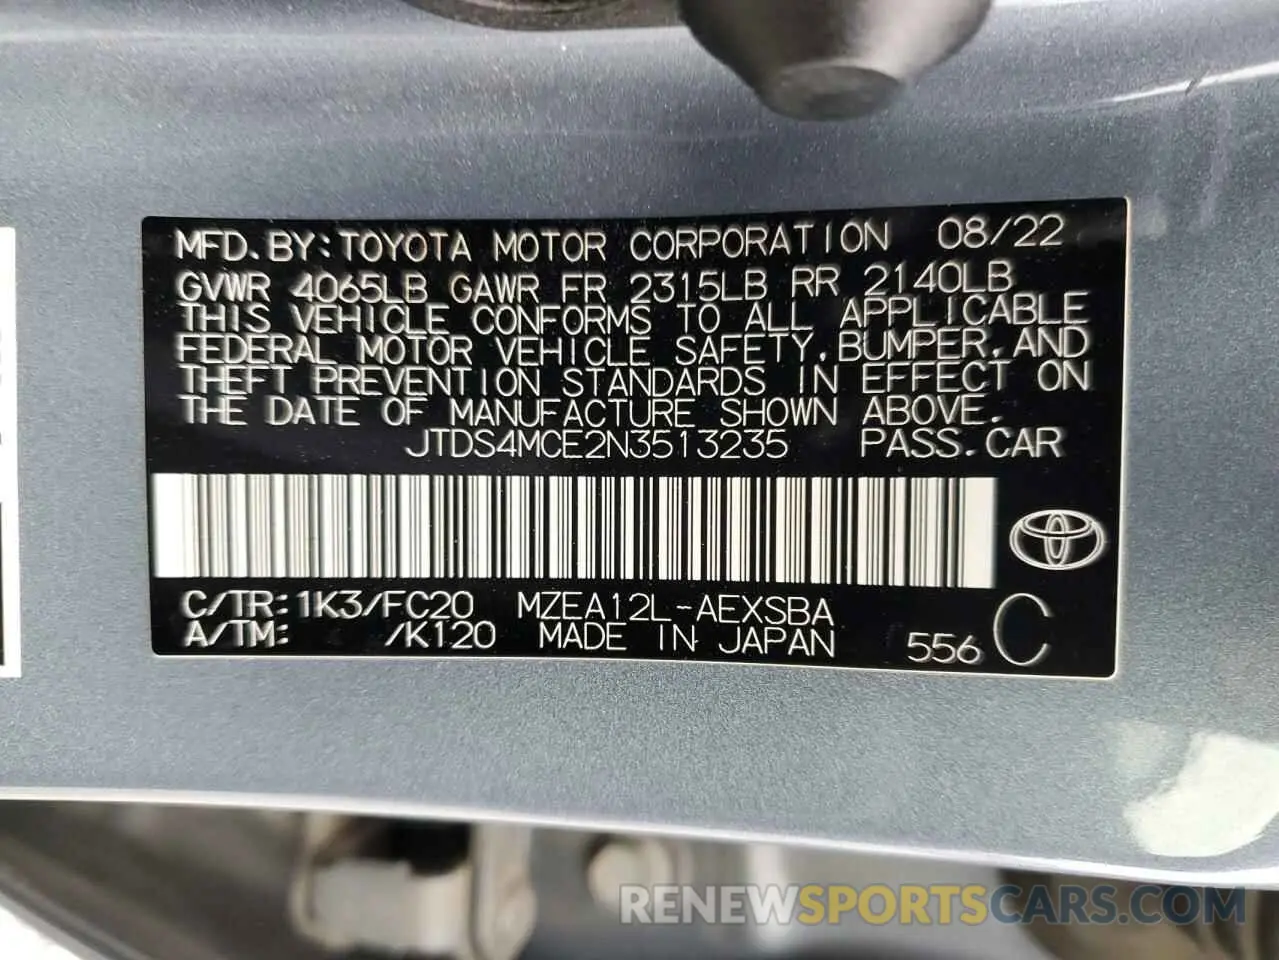 MFD.BY:TOYOTA MOTOR CORPORATION 08/22
GVWR 4065LB GAWR FR 2315LB RR 2140LB
THIS VEHICLE CONFORMS TO ALL APPLICABLE
FEDERAL MOTOR VEHICLE SAFETY,BUMPER,AND
THEFT PREVENTION STANDARDS IN EFFECT ON
THE DATE OF MANUFACTURE SHOWN ABOVE.
JTDS4MCE2N3513235 PASS.CAR
C/TR:1K3/FC20 MZEA12L-AEXSBA
A/TM: /K120 MADE IN JAPAN 556 C
RENEWSPORTSCARS.COM